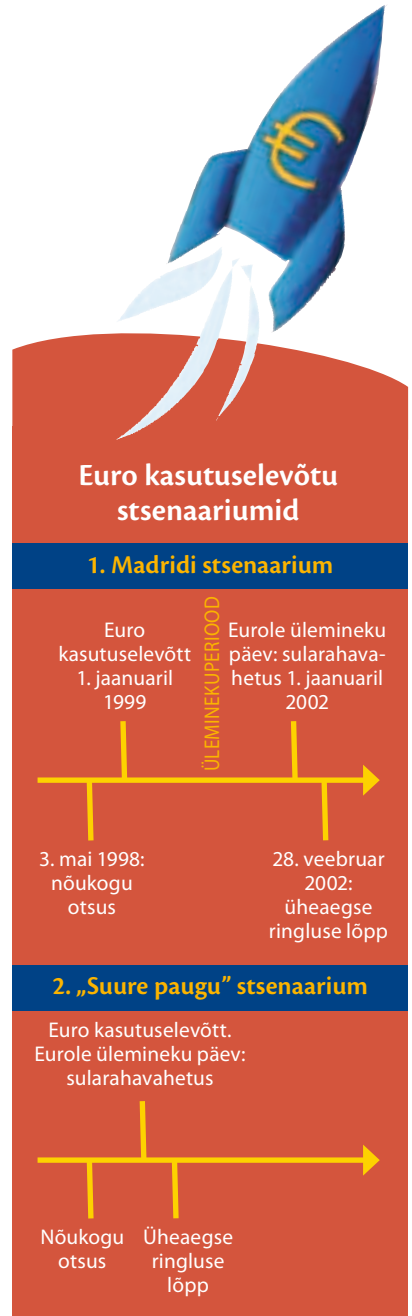 €
Euro kasutuselevõtu
stsenaariumid
1. Madridi stsenaarium
Euro
kasutuselevõtt
1. jaanuaril
1999
ÜLEMINEKUPERIOOD
Eurole ülemineku
päev: sularahava-
hetus 1. jaanuaril
2002
3. mai 1998:
nõukogu
otsus
28. veebruar
2002:
üheaegse
ringluse lõpp
2. „Suure paugu” stsenaarium
Euro kasutuselevõtt.
Eurole ülemineku päev:
sularahavahetus
Nõukogu
otsus
Üheaegse
ringluse
lõpp